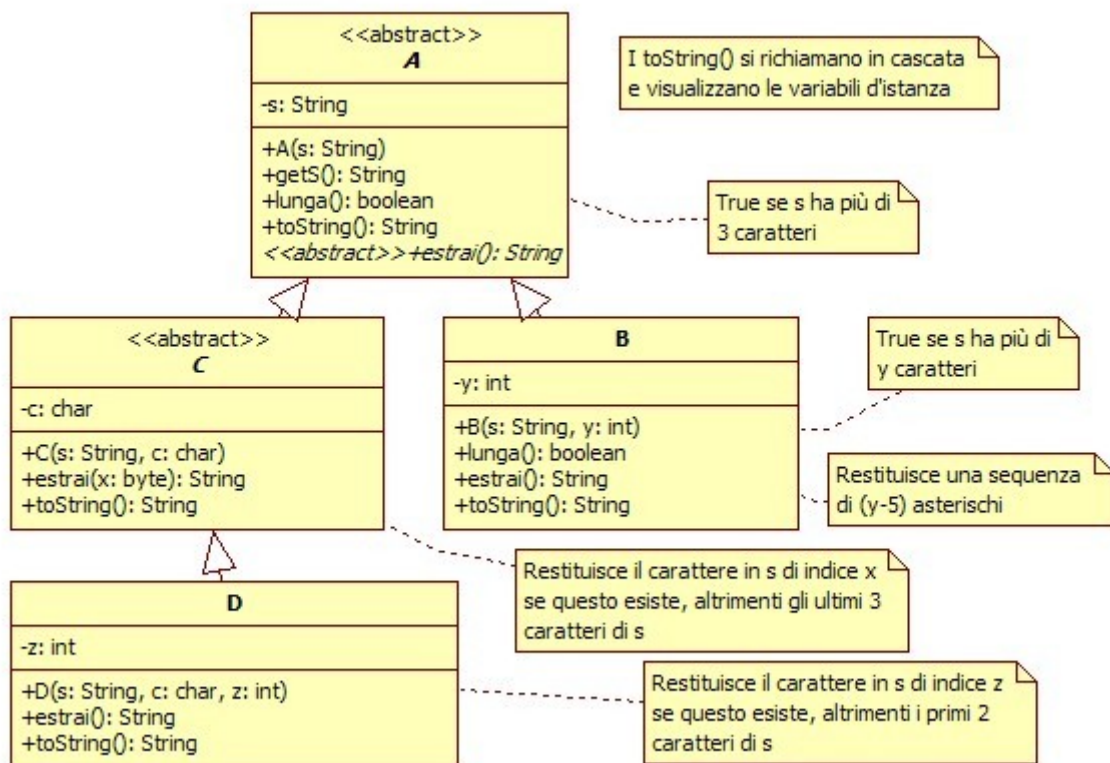 <<abstract>>
A
-s: String
+A(s: String)
+getS(): String
+lunga(): boolean
+toString(): String
<<abstract>>+estrai(): String
I toString() si richiamano in cascata
e visualizzano le variabili d'istanza
True se s ha più di
3 caratteri
<<abstract>>
C
-c: char
+C(s: String, c: char)
+estrai(x: byte): String
+toString(): String
B
-y: int
+B(s: String, y: int)
+lunga(): boolean
+estrai(): String
+toString(): String
True se s ha più di
y caratteri
Restituisce una sequenza
di (y-5) asterischi
Restituisce il carattere in s di indice x
se questo esiste, altrimenti gli ultimi 3
caratteri di s
D
-z: int
+D(s: String, c: char, z: int)
+estrai(): String
+toString(): String
Restituisce il carattere in s di indice z
se questo esiste, altrimenti i primi 2
caratteri di s